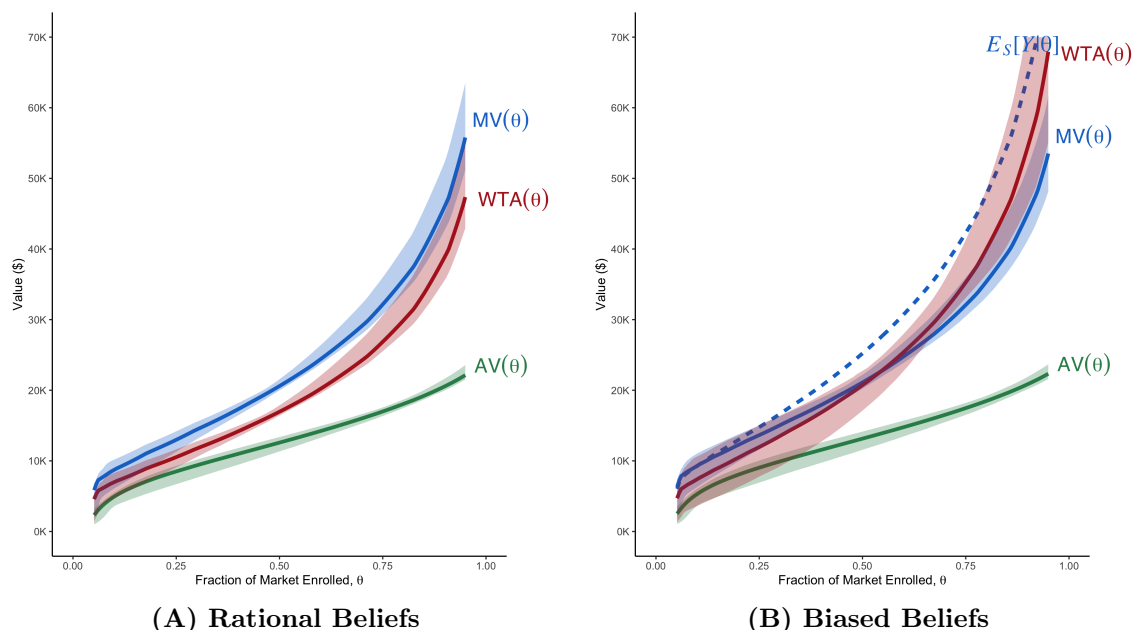 70K
60K
50K
40K
30K
20K
10K
0K
Value ($)
MV(θ)
WTA(θ)
AV(θ)
0.00 0.25 0.50 0.75 1.00
Fraction of Market Enrolled, θ
(A) Rational Beliefs
70K
60K
50K
40K
30K
20K
10K
0K
Value ($)
E_S[Y|θ]
WTA(θ)
MV(θ)
AV(θ)
0.00 0.25 0.50 0.75 1.00
Fraction of Market Enrolled, θ
(B) Biased Beliefs